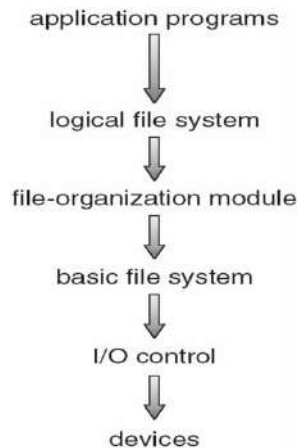 application programs
logical file system
file-organization module
basic file system
I/O control
devices